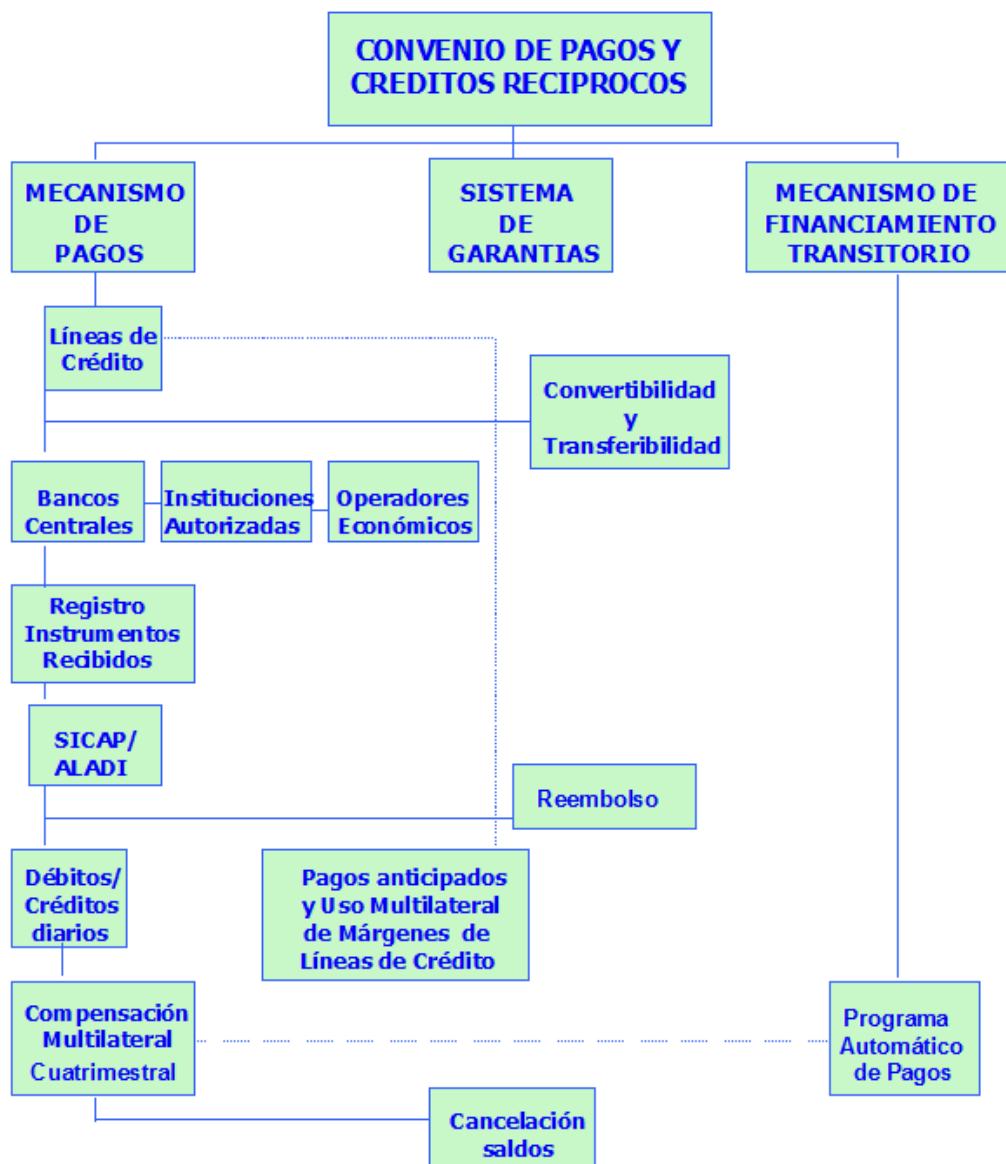 CONVENIO DE PAGOS Y
CREDITOS RECIPROCOS
MECANISMO
DE
PAGOS
SISTEMA
DE
GARANTIAS
MECANISMO DE
FINANCIAMIENTO
TRANSITORIO
Líneas de
Crédito
Convertibilidad
y
Transferibilidad
Bancos
Centrales
Instituciones
Autorizadas
Operadores
Económicos
Registro
Instrumentos
Recibidos
SICAP/
ALADI
Reembolso
Débitos/
Créditos
diarios
Pagos anticipados
y Uso Multilateral
de Márgenes de
Líneas de Crédito
Compensación
Multilateral
Cuatrimestral
Programa
Automático
de Pagos
Cancelación
saldos